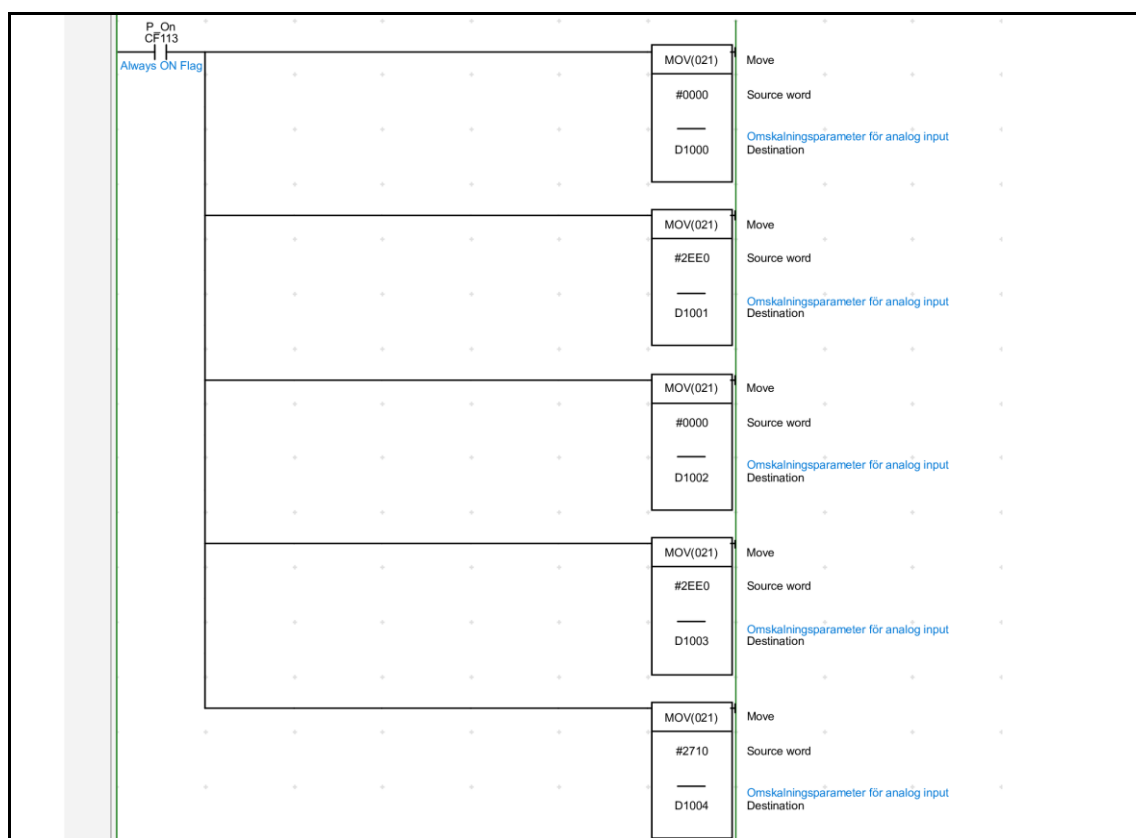 P_On
CF113
Always ON Flag
MOV(021) Move
#0000 Source word
Omskalningsparameter för analog input
D1000 Destination
MOV(021) Move
#2EE0 Source word
Omskalningsparameter för analog input
D1001 Destination
MOV(021) Move
#0000 Source word
Omskalningsparameter för analog input
D1002 Destination
MOV(021) Move
#2EE0 Source word
Omskalningsparameter för analog input
D1003 Destination
MOV(021) Move
#2710 Source word
Omskalningsparameter för analog input
D1004 Destination